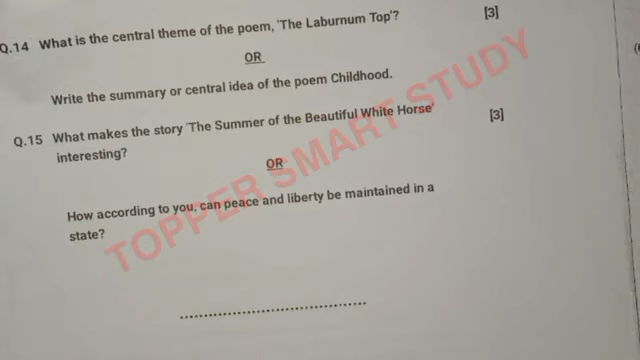 Q.14 What is the central theme of the poem, 'The Laburnum Top'? [3]
OR
Write the summary or central idea of the poem Childhood.
Q.15 What makes the story 'The Summer of the Beautiful White Horse' [3]
interesting?
OR
How according to you, can peace and liberty be maintained in a
state?
TOPPER SMART STUDY